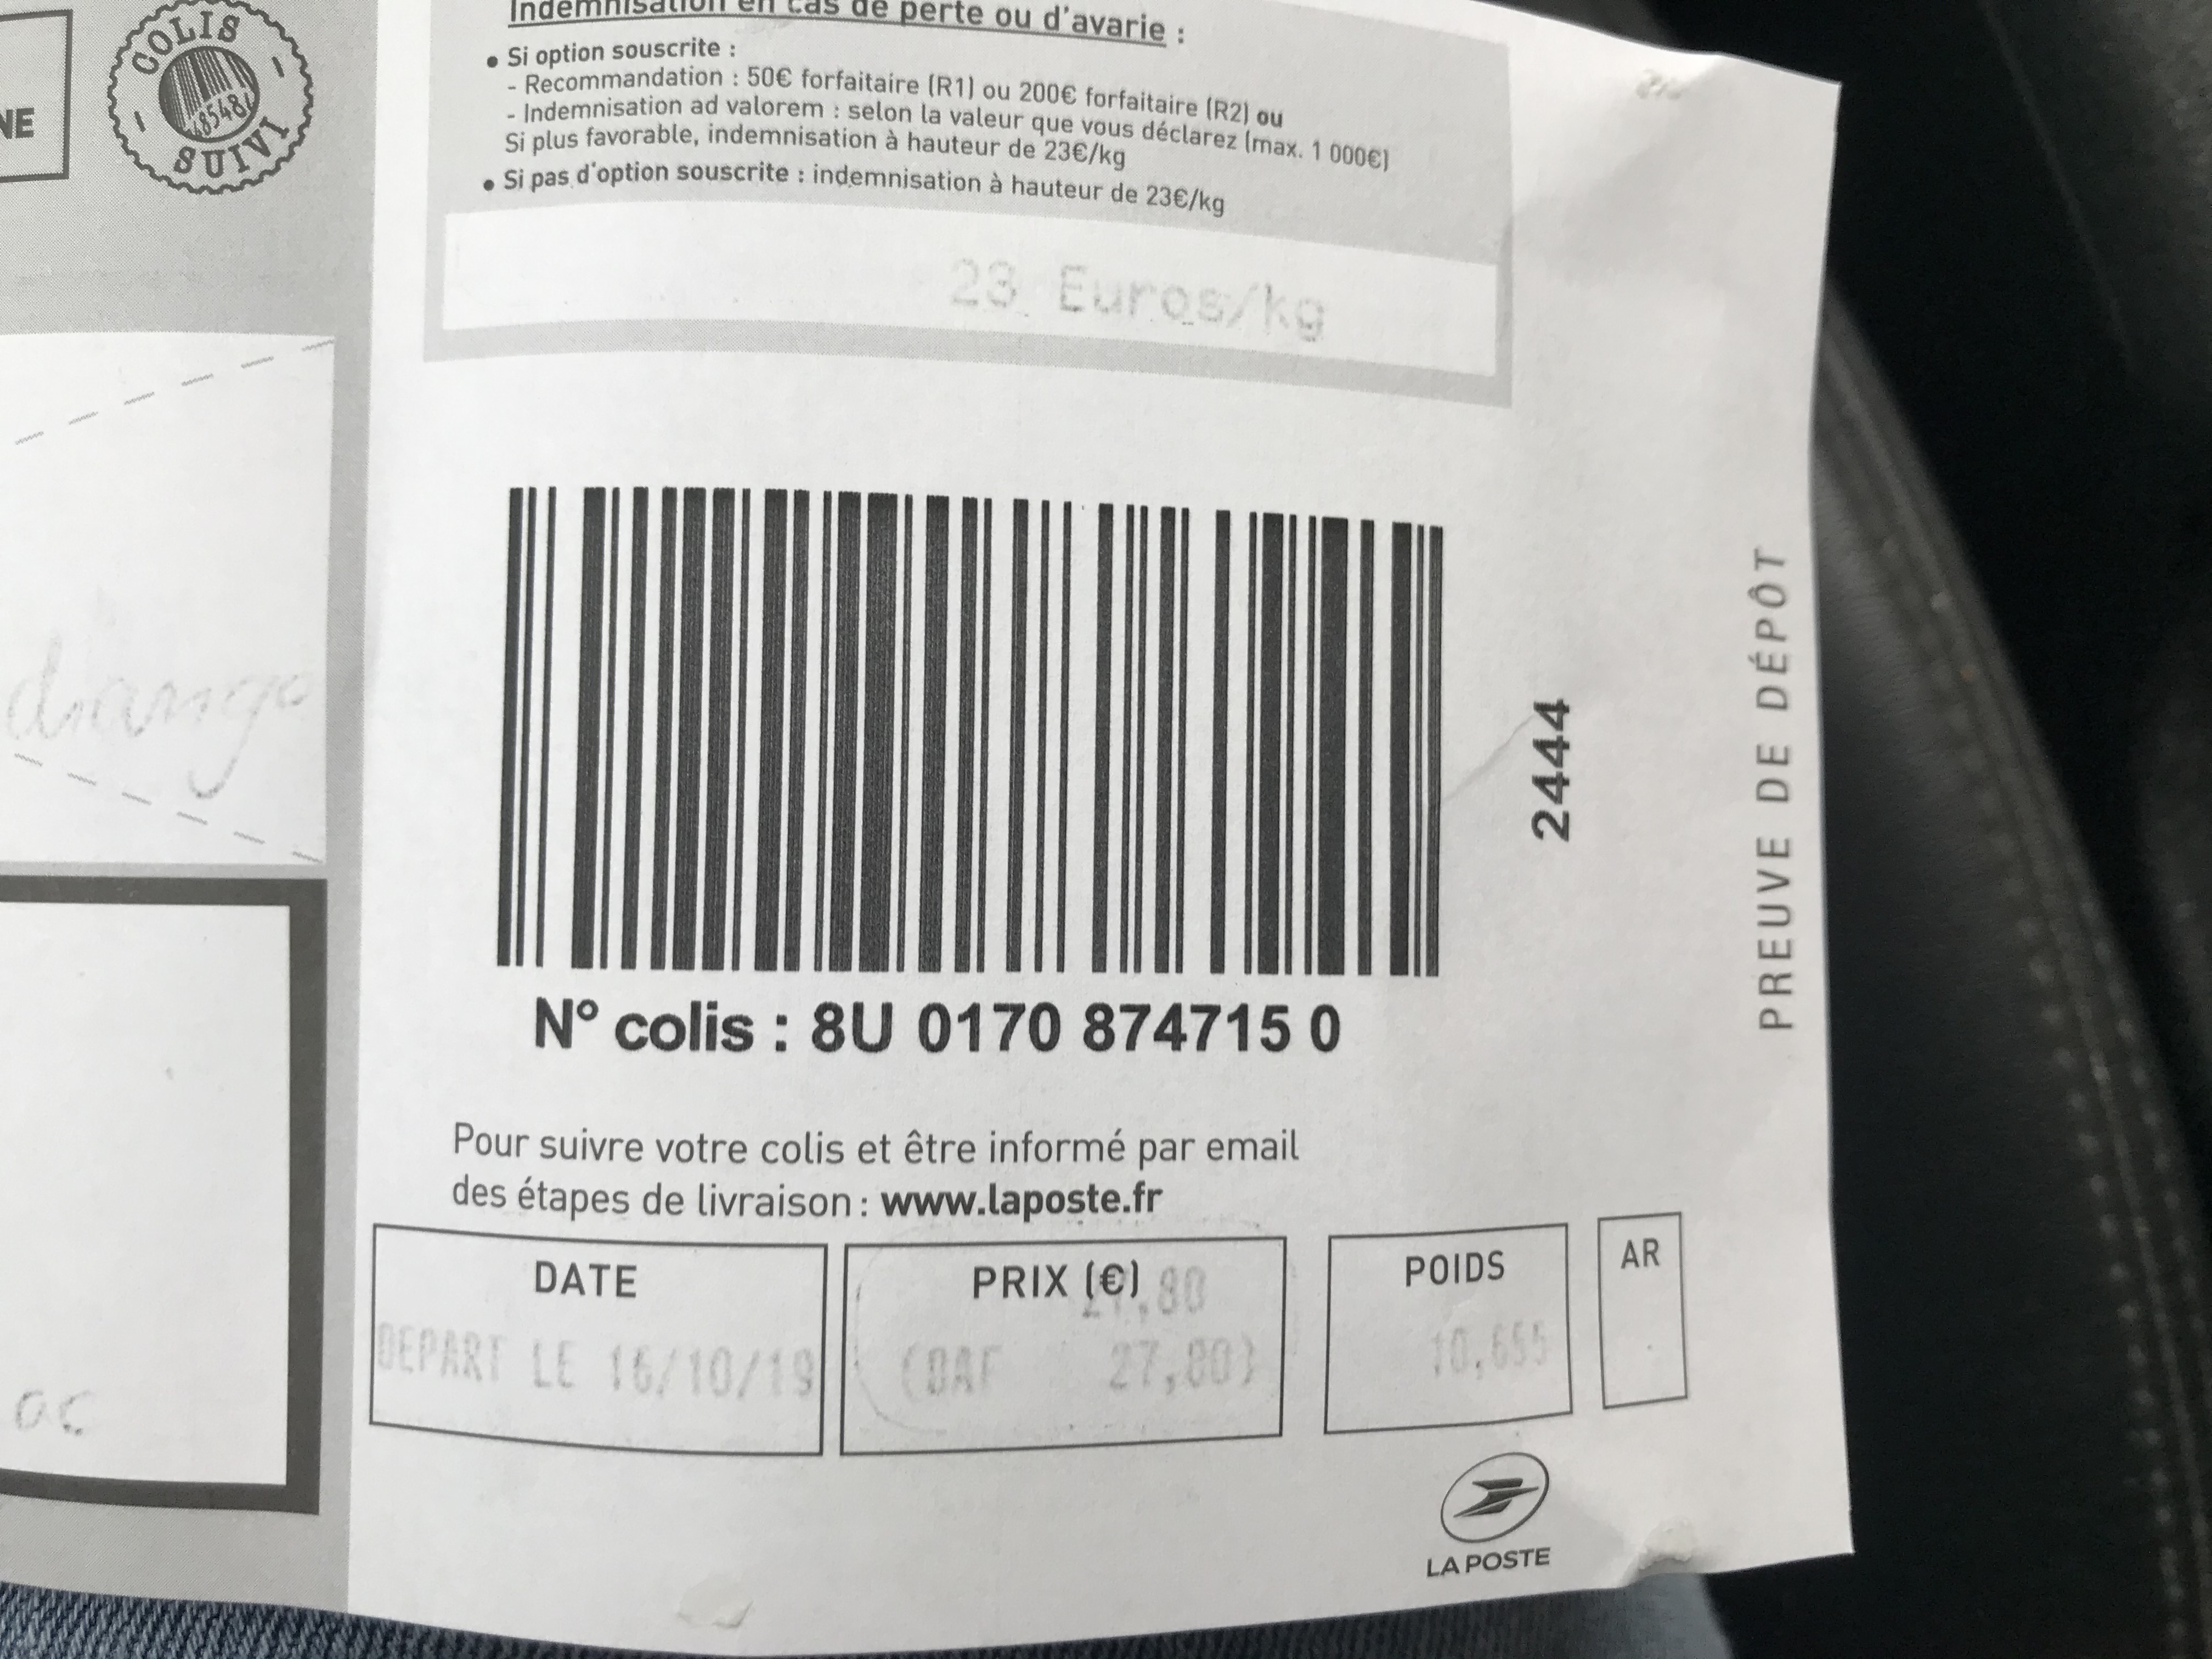 NE
COLIS
48548
SUIVI
Indemnisation en cas de perte ou d'avarie :
• Si option souscrite :
- Recommandation : 50€ forfaitaire (R1) ou 200€ forfaitaire (R2) ou
- Indemnisation ad valorem : selon la valeur que vous déclarez (max. 1 000€)
Si plus favorable, indemnisation à hauteur de 23€/kg
• Si pas d'option souscrite : indemnisation à hauteur de 23€/kg
23 Euros/kg
2444
PREUVE DE DÉPÔT
N° colis : 8U 0170 874715 0
Pour suivre votre colis et être informé par email
des étapes de livraison : www.laposte.fr
DATE
DEPART LE 16/10/19
PRIX (€)
27,80
(BAF 27,80)
POIDS
10,655
AR
LA POSTE